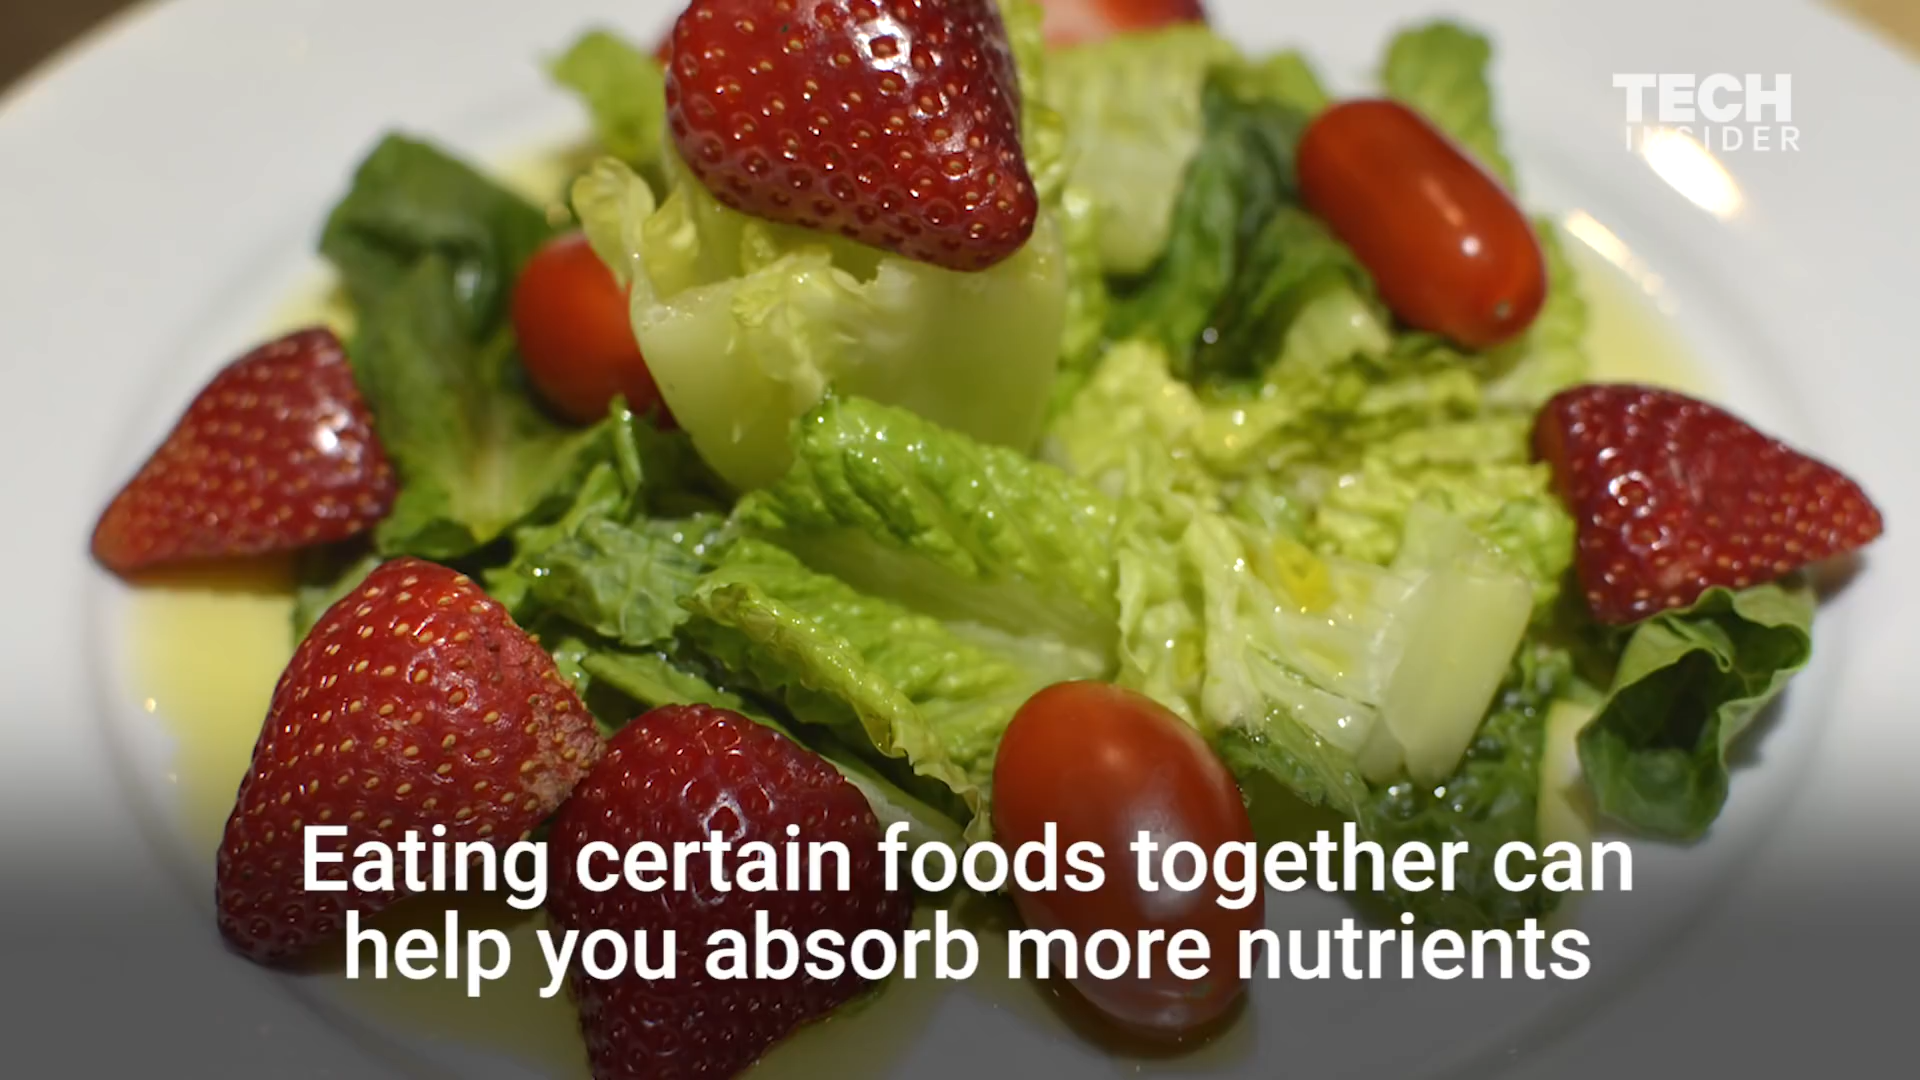 TECH
INSIDER
Eating certain foods together can
help you absorb more nutrients